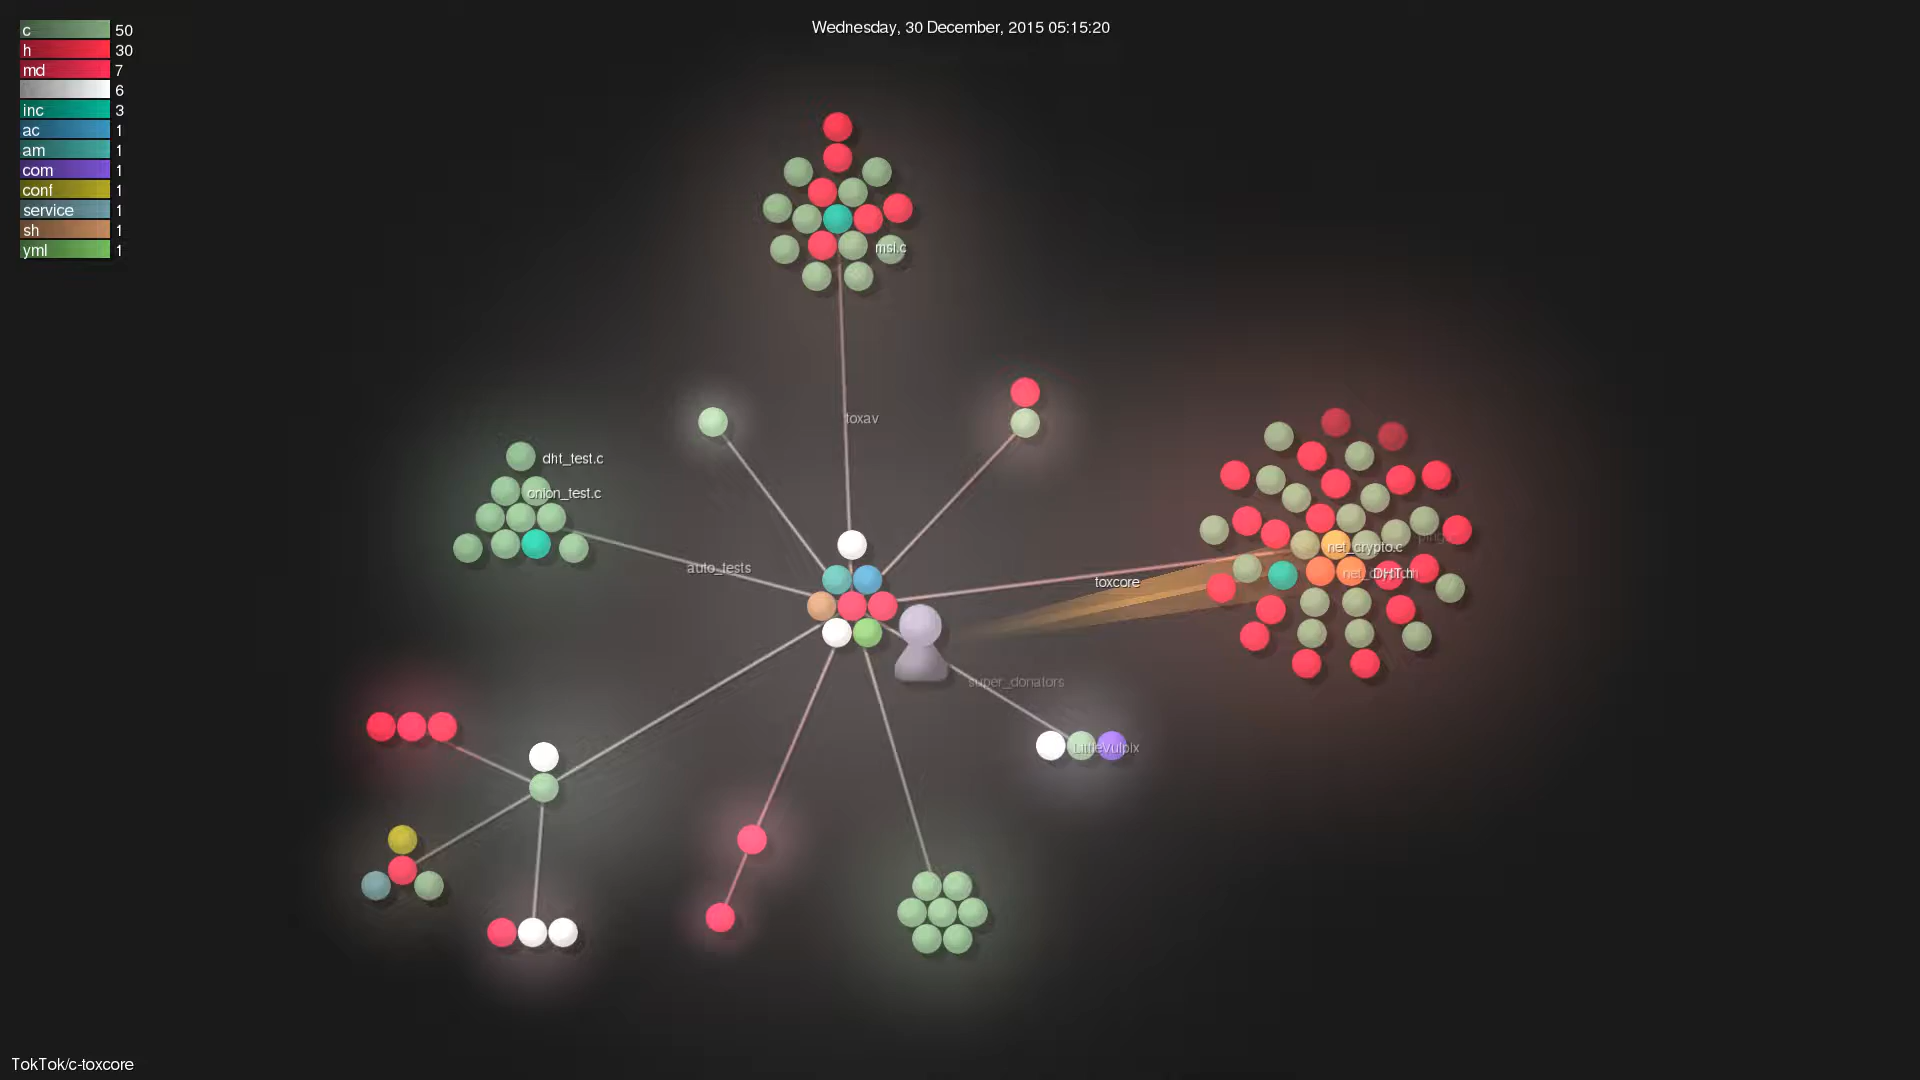 Wednesday, 30 December, 2015 05:15:20
c 50
h 30
md 7
6
inc 3
ac 1
am 1
com 1
conf 1
service 1
sh 1
yml 1
msi.c
toxav
dht_test.c
onion_test.c
auto_tests
net_crypto.c
DHT.h
toxcore
super_donators
LittleVulpix
TokTok/c-toxcore